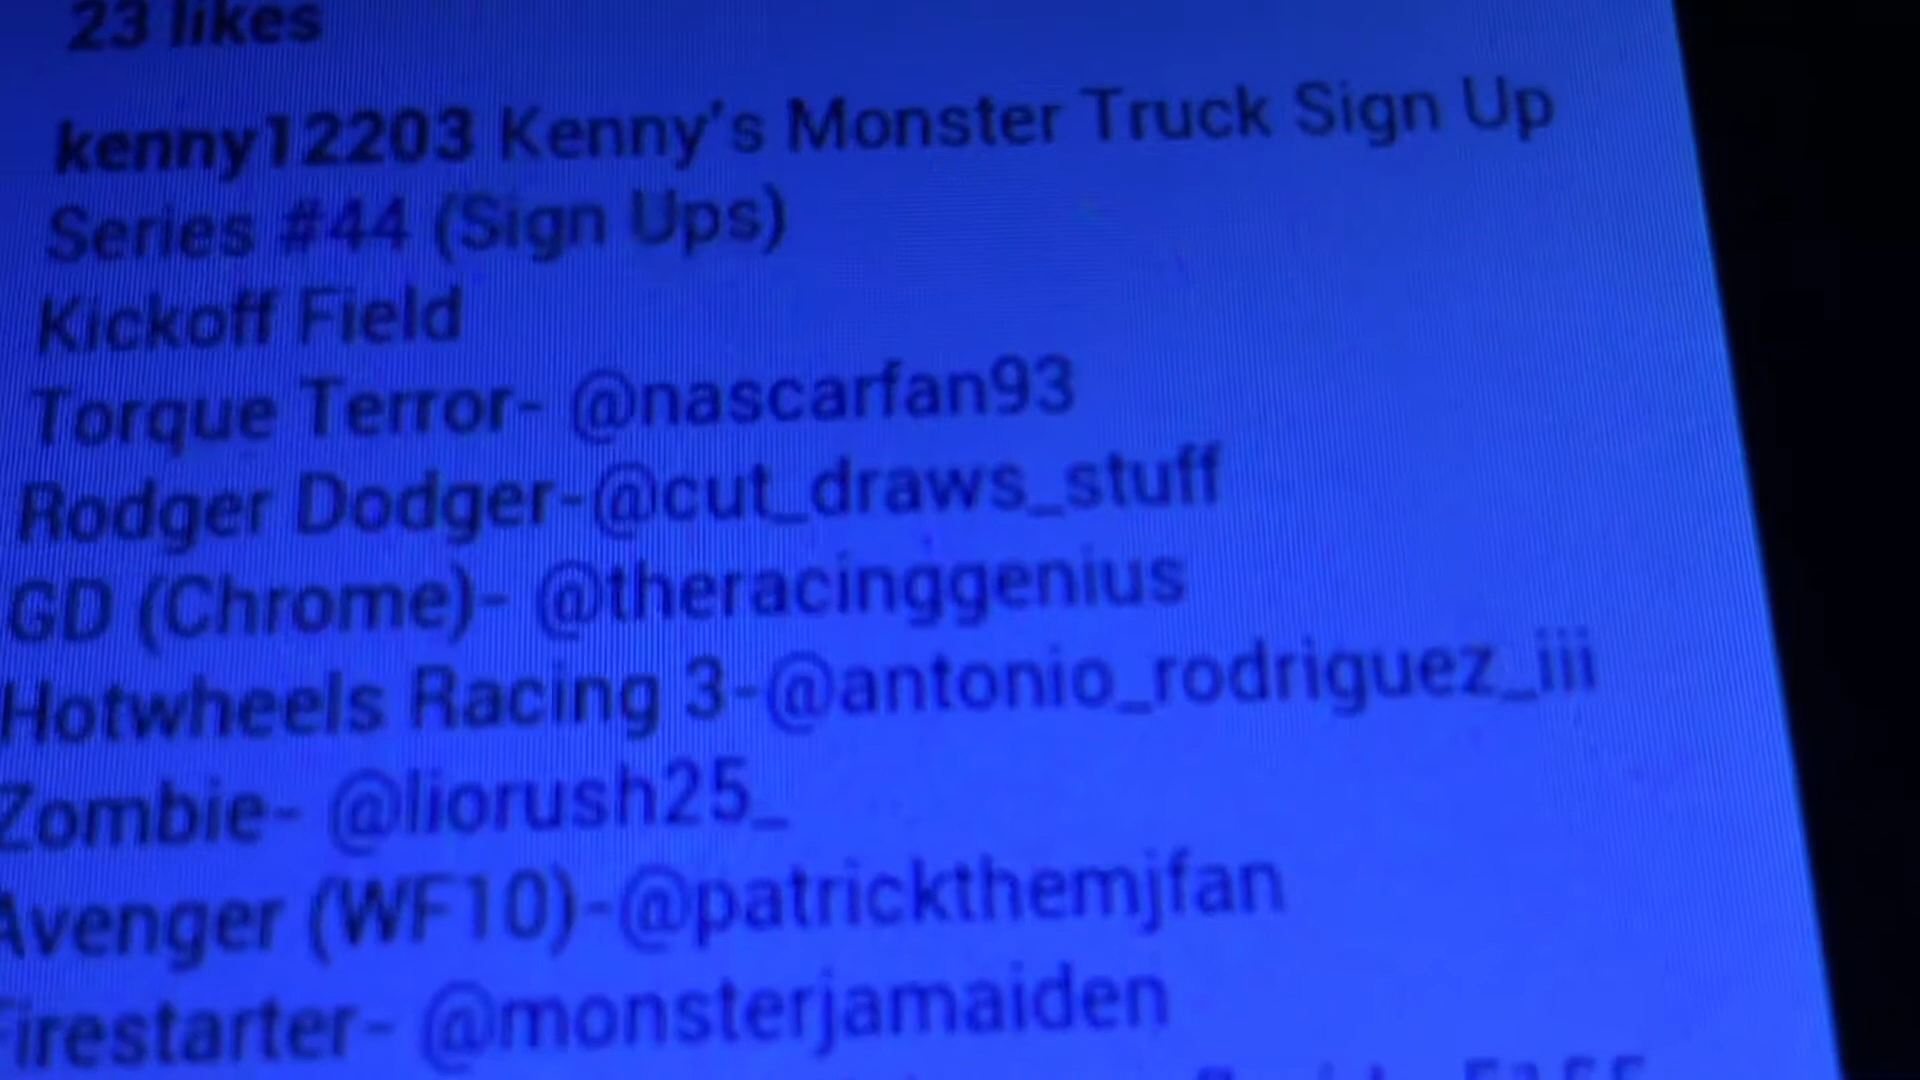 23 likes
kenny12203 Kenny's Monster Truck Sign Up
Series #44 (Sign Ups)
Kickoff Field
Torque Terror- @nascarfan93
Rodger Dodger-@cut_draws_stuff
GD (Chrome)- @theracinggenius
Hotwheels Racing 3-@antonio_rodriguez_iii
Zombie- @liorush25_
Avenger (WF10)-@patrickthemjfan
Firestarter- @monsterjamaiden